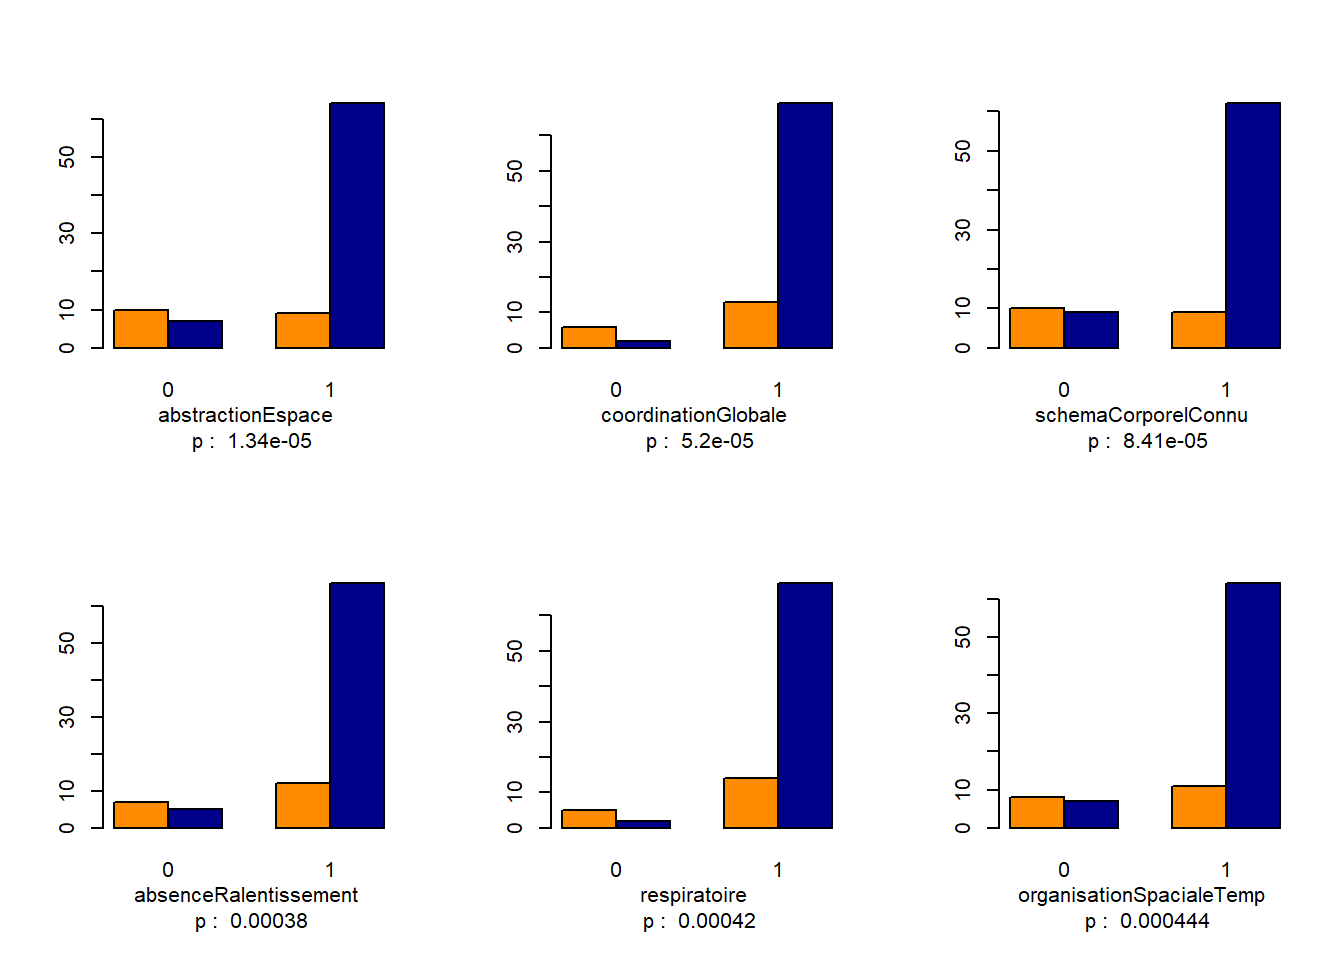 50
30
10
0
0 1
abstractionEspace
p : 1.34e-05
50
30
10
0
0 1
coordinationGlobale
p : 5.2e-05
50
30
10
0
0 1
schemaCorporelConnu
p : 8.41e-05
50
30
10
0
0 1
absenceRalentissement
p : 0.00038
50
30
10
0
0 1
respiratoire
p : 0.00042
50
30
10
0
0 1
organisationSpacialeTemp
p : 0.000444